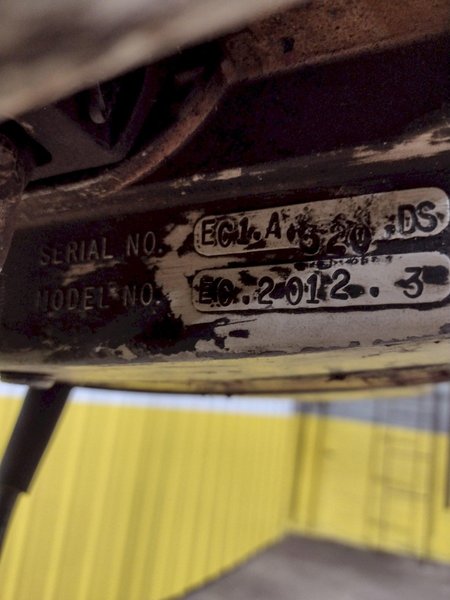 SERIAL NO. EG1.A.520.DS
MODEL NO. EG.2012.3